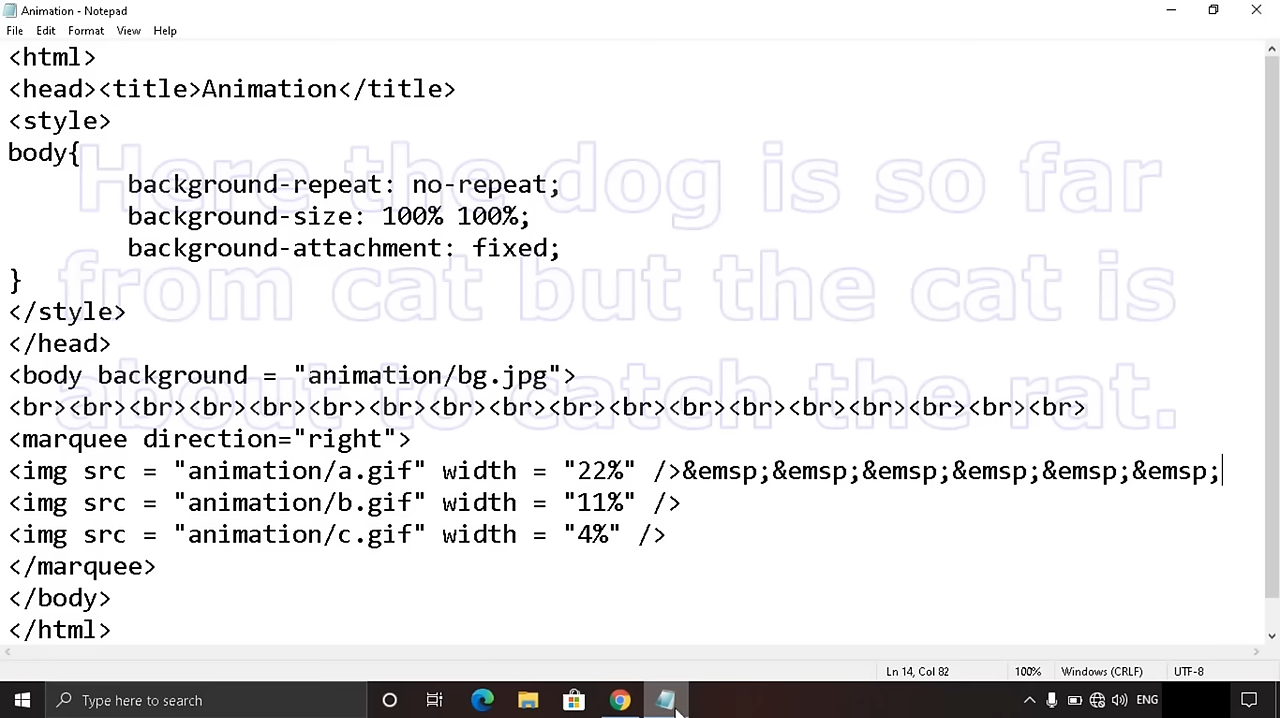 Animation - Notepad
File Edit Format View Help
<html>
<head><title>Animation</title>
<style>
body{
background-repeat: no-repeat;
background-size: 100% 100%;
background-attachment: fixed;
}
</style>
</head>
<body background = "animation/bg.jpg">
<br><br><br><br><br><br><br><br><br><br><br><br><br><br><br><br><br><br>
<marquee direction="right">
<img src = "animation/a.gif" width = "22%" />&emsp;&emsp;&emsp;&emsp;&emsp;&emsp;
<img src = "animation/b.gif" width = "11%" />
<img src = "animation/c.gif" width = "4%" />
</marquee>
</body>
</html>
Here the dog is so far
from cat but the cat is
about to catch the rat.
Ln 14, Col 82 100% Windows (CRLF) UTF-8
Type here to search ENG